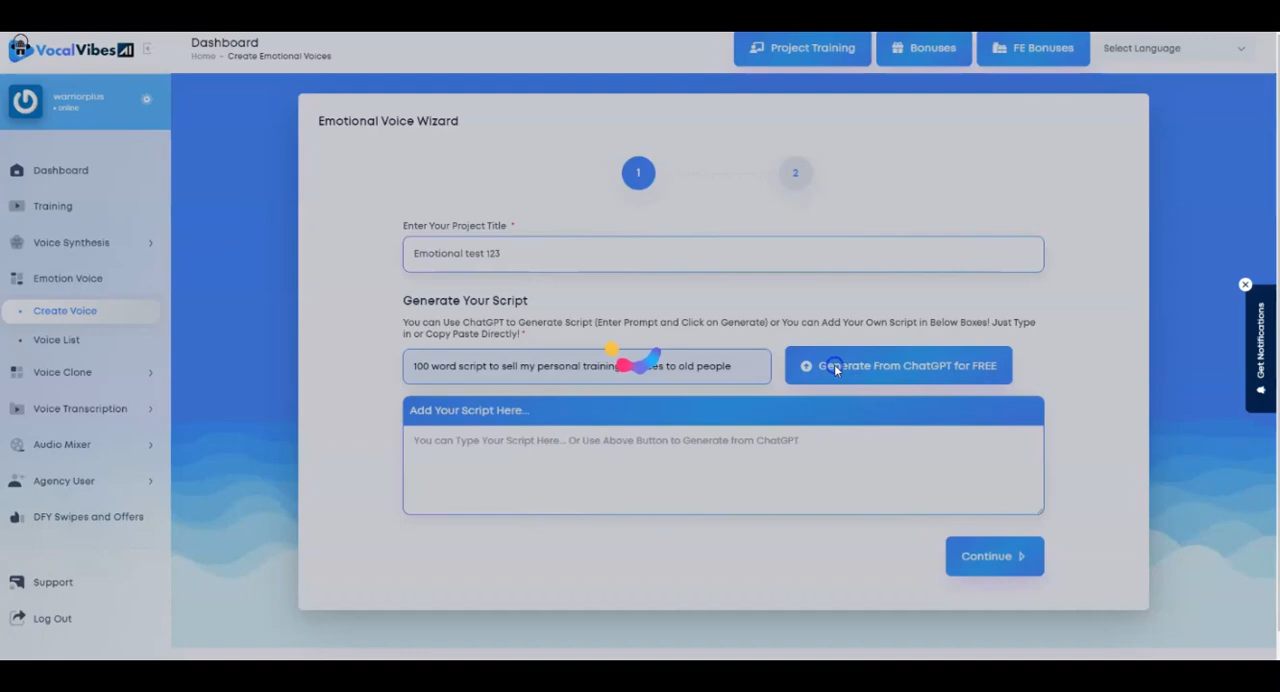 VocalVibes AI
Dashboard
Home - Create Emotional Voices
Project Training
Bonuses
FE Bonuses
Select Language
warriorplus
• online
Dashboard
Training
Voice Synthesis
Emotion Voice
Create Voice
Voice List
Voice Clone
Voice Transcription
Audio Mixer
Agency User
DFY Swipes and Offers
Support
Log Out
Emotional Voice Wizard
1
2
Enter Your Project Title *
Emotional test 123
Generate Your Script
You can Use ChatGPT to Generate Script (Enter Prompt and Click on Generate) or You can Add Your Own Script in Below Boxes! Just Type
in or Copy Paste Directly! *
100 word script to sell my personal training to old people
Generate From ChatGPT for FREE
Add Your Script Here...
You can Type Your Script Here... Or Use Above Button to Generate from ChatGPT
Continue
Get Notifications